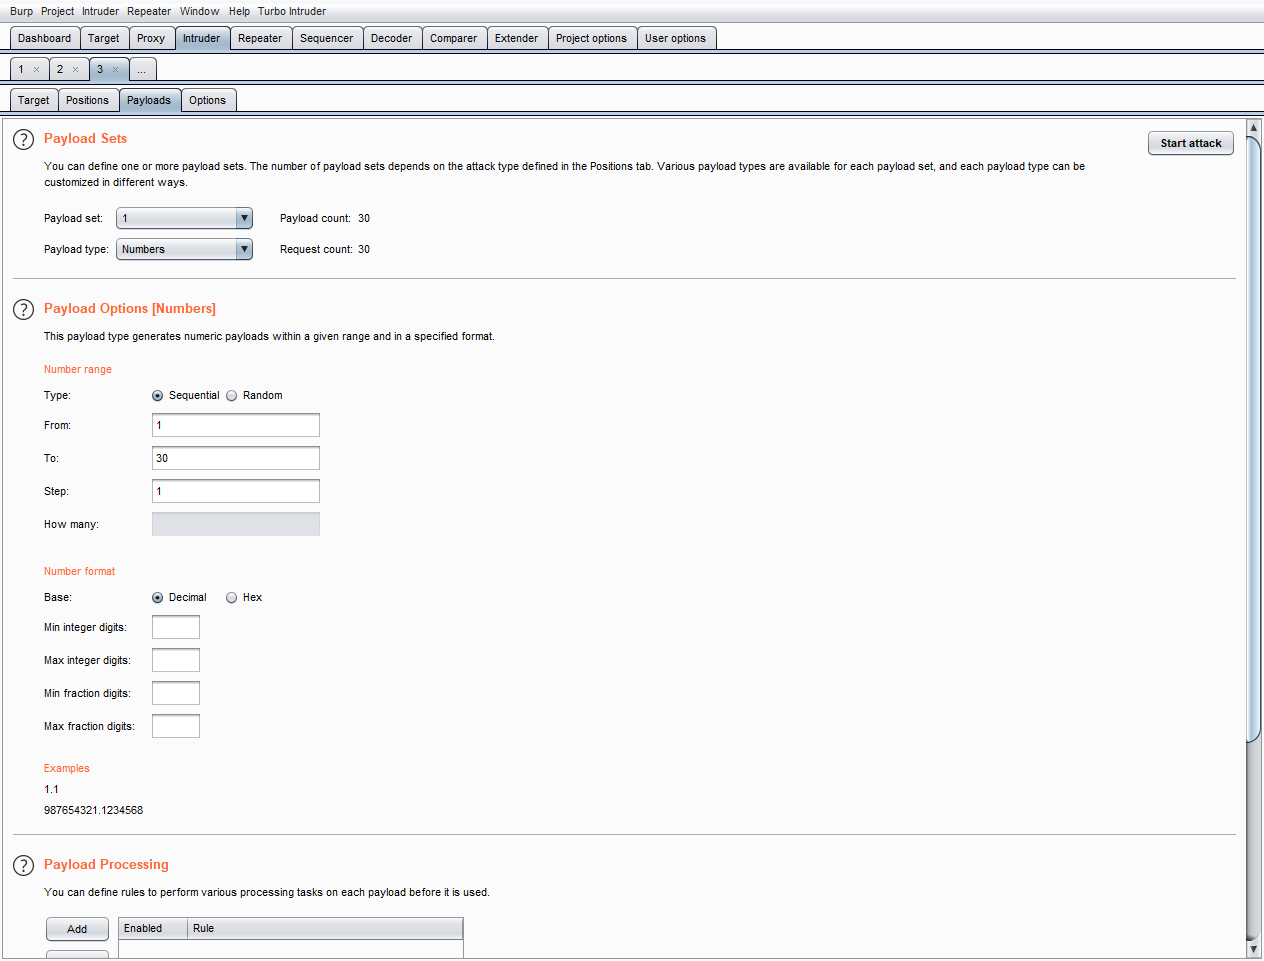 Burp Project Intruder Repeater Window Help Turbo Intruder
Dashboard Target Proxy Intruder Repeater Sequencer Decoder Comparer Extender Project options User options
1 × 2 × 3 × ...
Target Positions Payloads Options
? Payload Sets
Start attack
You can define one or more payload sets. The number of payload sets depends on the attack type defined in the Positions tab. Various payload types are available for each payload set, and each payload type can be
customized in different ways.
Payload set: 1 Payload count: 30
Payload type: Numbers Request count: 30
? Payload Options [Numbers]
This payload type generates numeric payloads within a given range and in a specified format.
Number range
Type: Sequential Random
From: 1
To: 30
Step: 1
How many:
Number format
Base: Decimal Hex
Min integer digits:
Max integer digits:
Min fraction digits:
Max fraction digits:
Examples
1.1
987654321.1234568
? Payload Processing
You can define rules to perform various processing tasks on each payload before it is used.
Add Enabled Rule